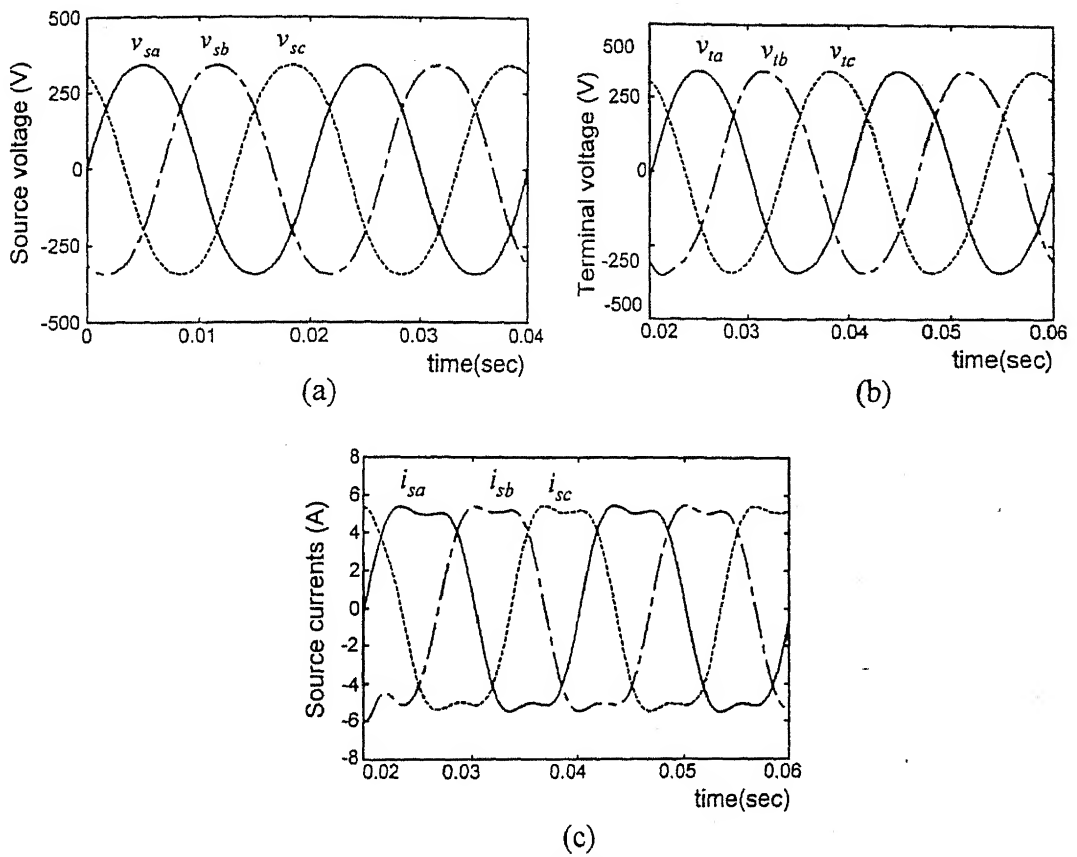 500
250
0
-250
-500
Source voltage (V)
v_sa v_sb v_sc
0 0.01 0.02 0.03 0.04
time(sec)
(a)
500
250
0
-250
-500
Terminal voltage (V)
v_ta v_tb v_tc
0.02 0.03 0.04 0.05 0.06
time(sec)
(b)
8
6
4
2
0
-2
-4
-6
-8
Source currents (A)
i_sa i_sb i_sc
0.02 0.03 0.04 0.05 0.06
time(sec)
(c)